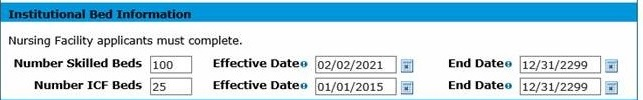 Institutional Bed Information
Nursing Facility applicants must complete.
Number Skilled Beds 100 Effective Date 02/02/2021 End Date 12/31/2299
Number ICF Beds 25 Effective Date 01/01/2015 End Date 12/31/2299